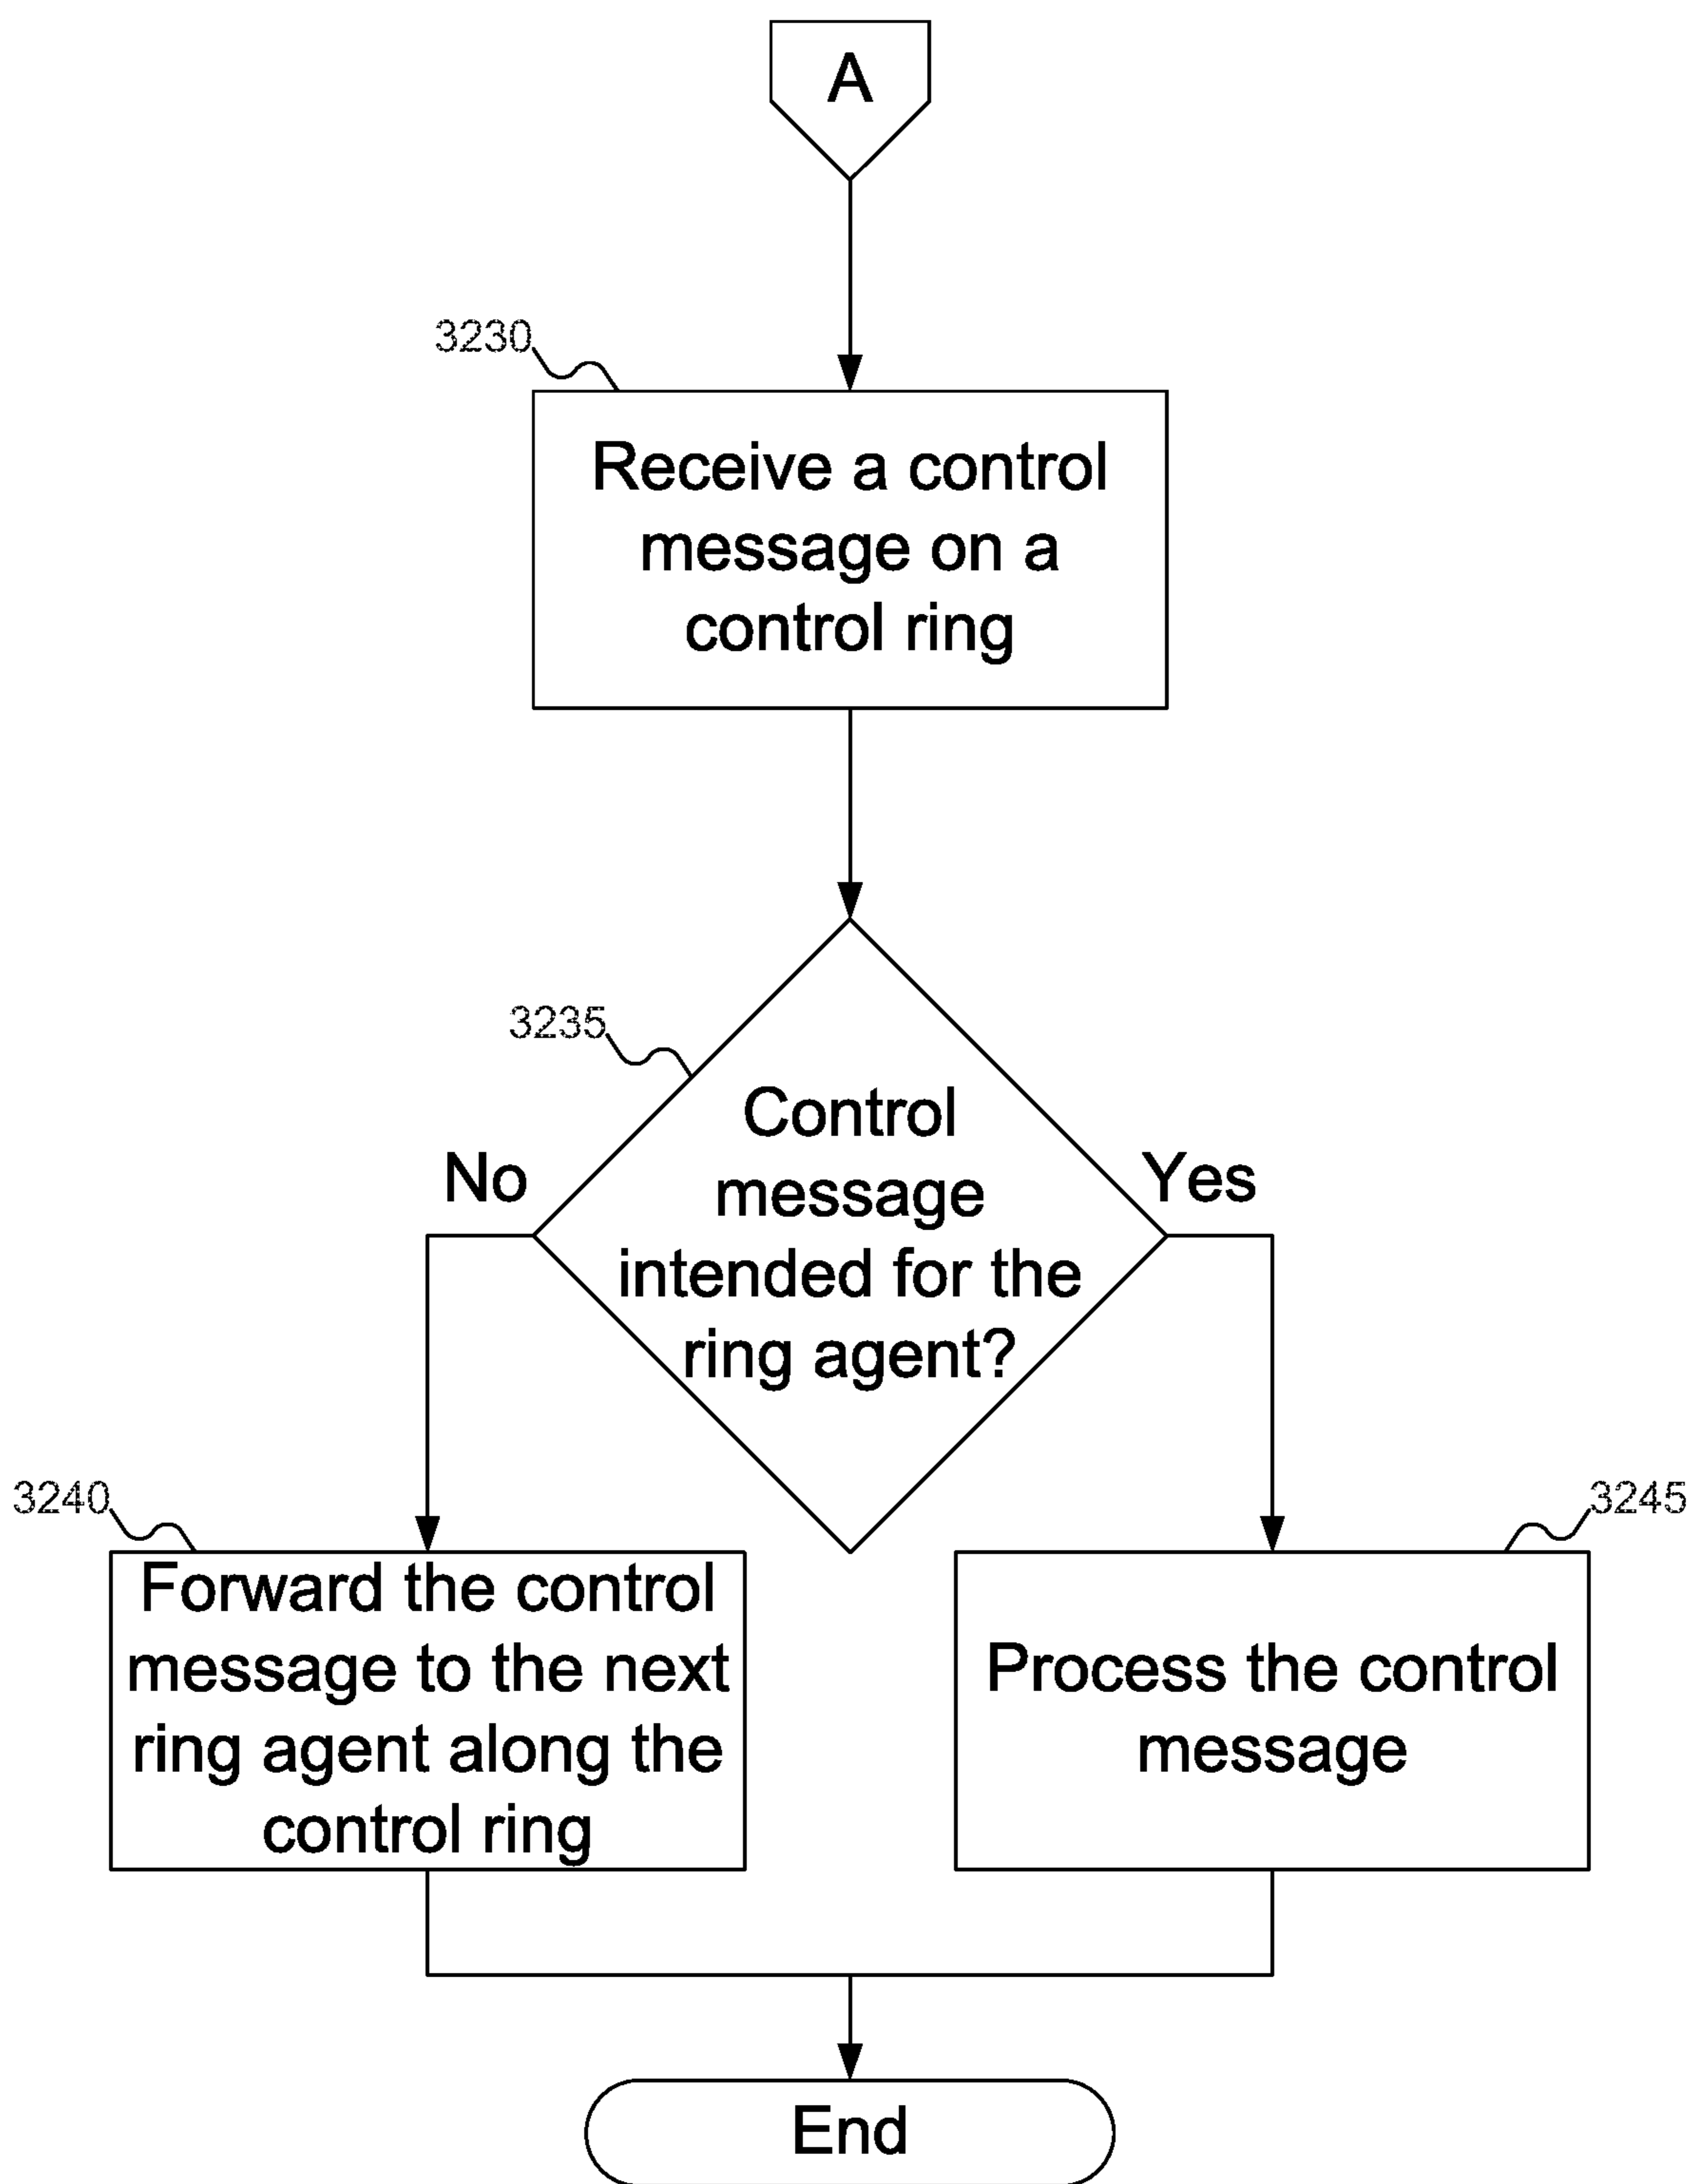 A
3230
Receive a control
message on a
control ring
3235
Control
message
intended for the
ring agent?
No
Yes
3240
Forward the control
message to the next
ring agent along the
control ring
3245
Process the control
message
End